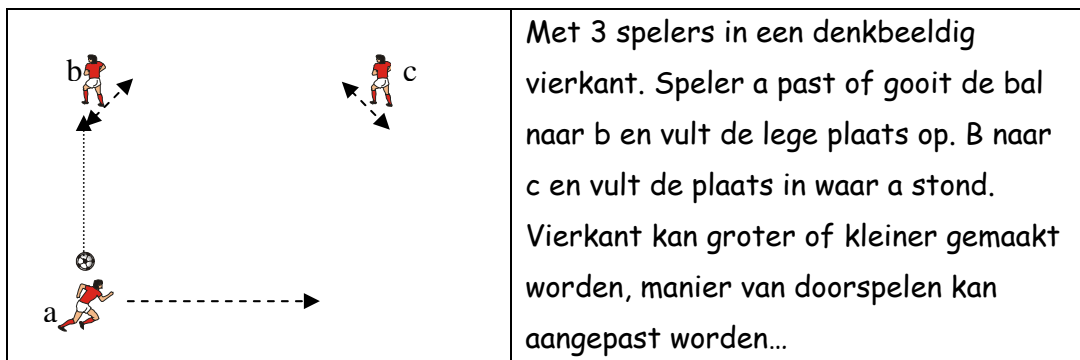 b
c
a
Met 3 spelers in een denkbeeldig
vierkant. Speler a past of gooit de bal
naar b en vult de lege plaats op. B naar
c en vult de plaats in waar a stond.
Vierkant kan groter of kleiner gemaakt
worden, manier van doorspelen kan
aangepast worden…